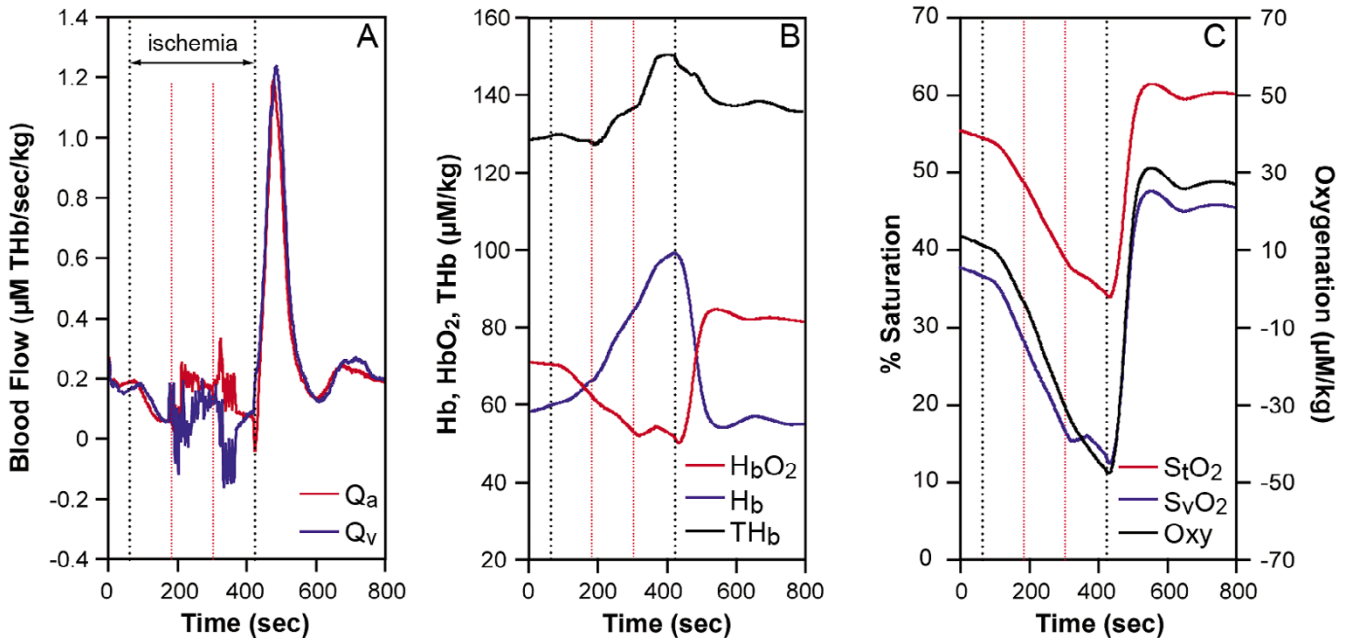 A
ischemia
Blood Flow (µM THb/sec/kg)
1.4
1.2
1.0
0.8
0.6
0.4
0.2
0
-0.2
-0.4
Qa
Qv
0 200 400 600 800
Time (sec)
B
Hb, HbO2, THb (µM/kg)
160
140
120
100
80
60
40
20
HbO2
Hb
THb
0 200 400 600 800
Time (sec)
C
% Saturation
70
60
50
40
30
20
10
0
StO2
SvO2
Oxy
0 200 400 600 800
Time (sec)
70
50
30
10
-10
-30
-50
-70
Oxygenation (µM/kg)